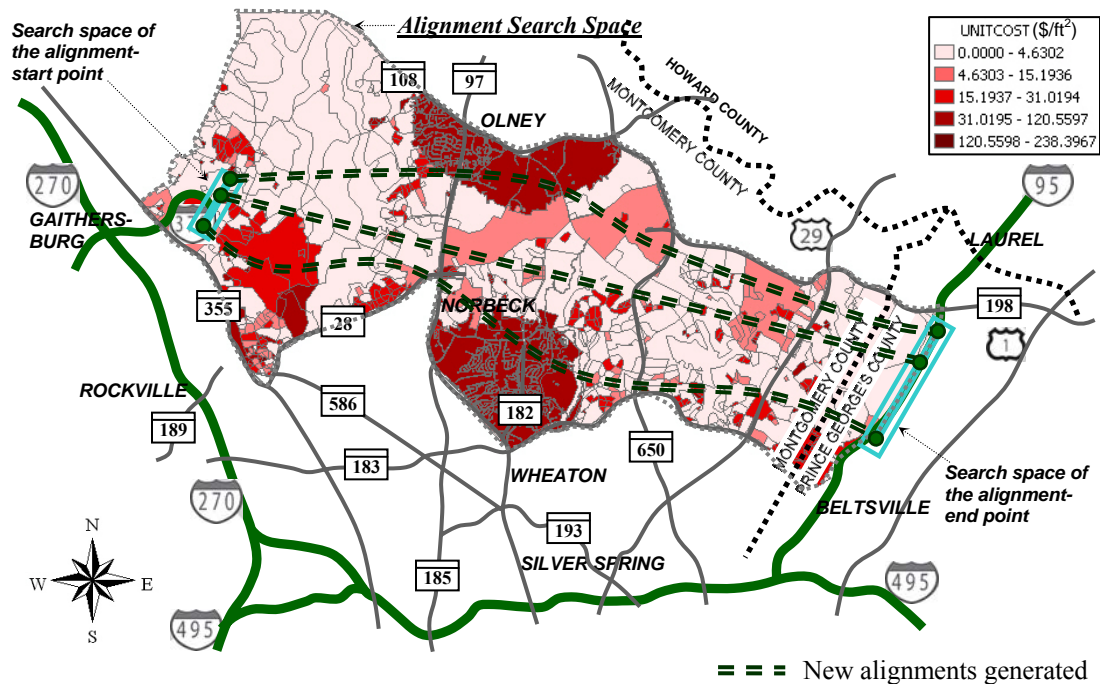 Alignment Search Space
Search space of
the alignment-
start point
UNITCOST ($/ft2)
0.0000 - 4.6302
4.6303 - 15.1936
15.1937 - 31.0194
31.0195 - 120.5597
120.5598 - 238.3967
108
97
OLNEY
HOWARD COUNTY
MONTGOMERY COUNTY
270
GAITHERS-
BURG
37
29
95
LAUREL
198
1
355
28
NORBECK
ROCKVILLE
189
586
182
183
650
WHEATON
MONTGOMERY COUNT
PRINCE GEORGE'S COUNTY
Search space of
the alignment-
end point
BELTSVILLE
270
193
SILVER SPRING
185
495
495
N
W
E
S
New alignments generated